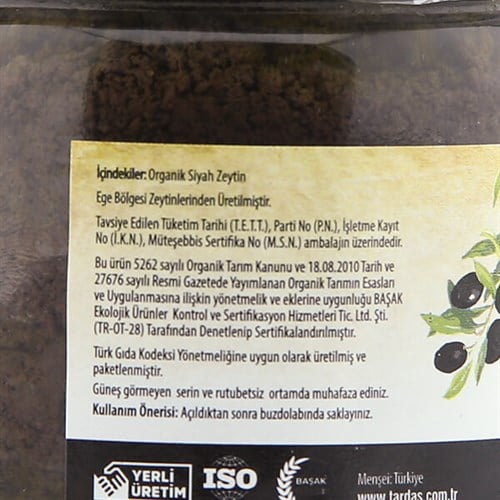 İçindekiler: Organik Siyah Zeytin
Ege Bölgesi Zeytinlerinden Üretilmiştir.
Tavsiye Edilen Tüketim Tarihi (T.E.T.T.), Parti No (P.N.), İşletme Kayıt
No (İ.K.N.), Müteşebbis Sertifika No (M.S.N.) ambalajın üzerindedir.
Bu ürün 5262 sayılı Organik Tarım Kanunu ve 18.08.2010 Tarih ve
27676 sayılı Resmi Gazetede Yayımlanan Organik Tarımın Esasları
ve Uygulanmasına ilişkin yönetmelik ve eklerine uygunluğu BAŞAK
Ekolojik Ürünler Kontrol ve Sertifikasyon Hizmetleri Tic. Ltd. Şti.
(TR-OT-28) Tarafından Denetlenip Sertifikalandırılmıştır.
Türk Gıda Kodeksi Yönetmeliğine uygun olarak üretilmiş ve
paketlenmiştir.
Güneş görmeyen serin ve rutubetsiz ortamda muhafaza ediniz.
Kullanım Önerisi: Açıldıktan sonra buzdolabında saklayınız.
YERLİ
ÜRETİM
ISO
BAŞAK
Menşei: Türkiye
www.tardas.com.tr